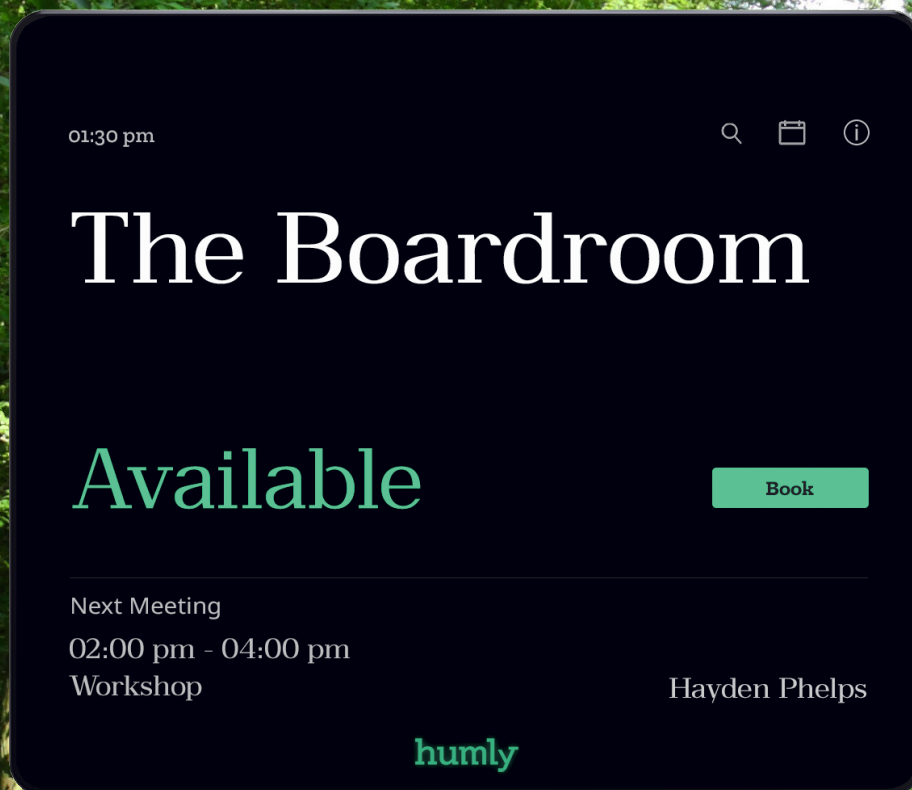 01:30 pm
The Boardroom
Available
Book
Next Meeting
02:00 pm - 04:00 pm
Workshop
Hayden Phelps
humly